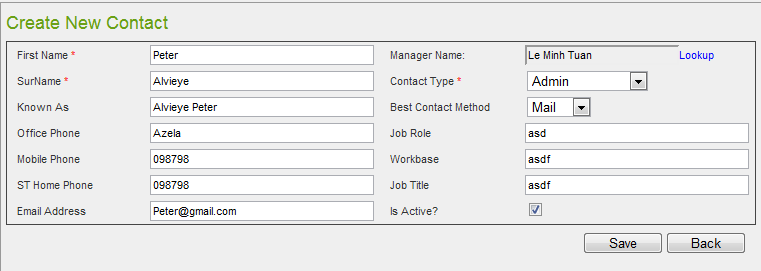 Create New Contact
First Name * Peter Manager Name: Le Minh Tuan Lookup
SurName * Alvieye Contact Type * Admin
Known As Alvieye Peter Best Contact Method Mail
Office Phone Azela Job Role asd
Mobile Phone 098798 Workbase asdf
ST Home Phone 098798 Job Title asdf
Email Address Peter@gmail.com Is Active?
Save Back